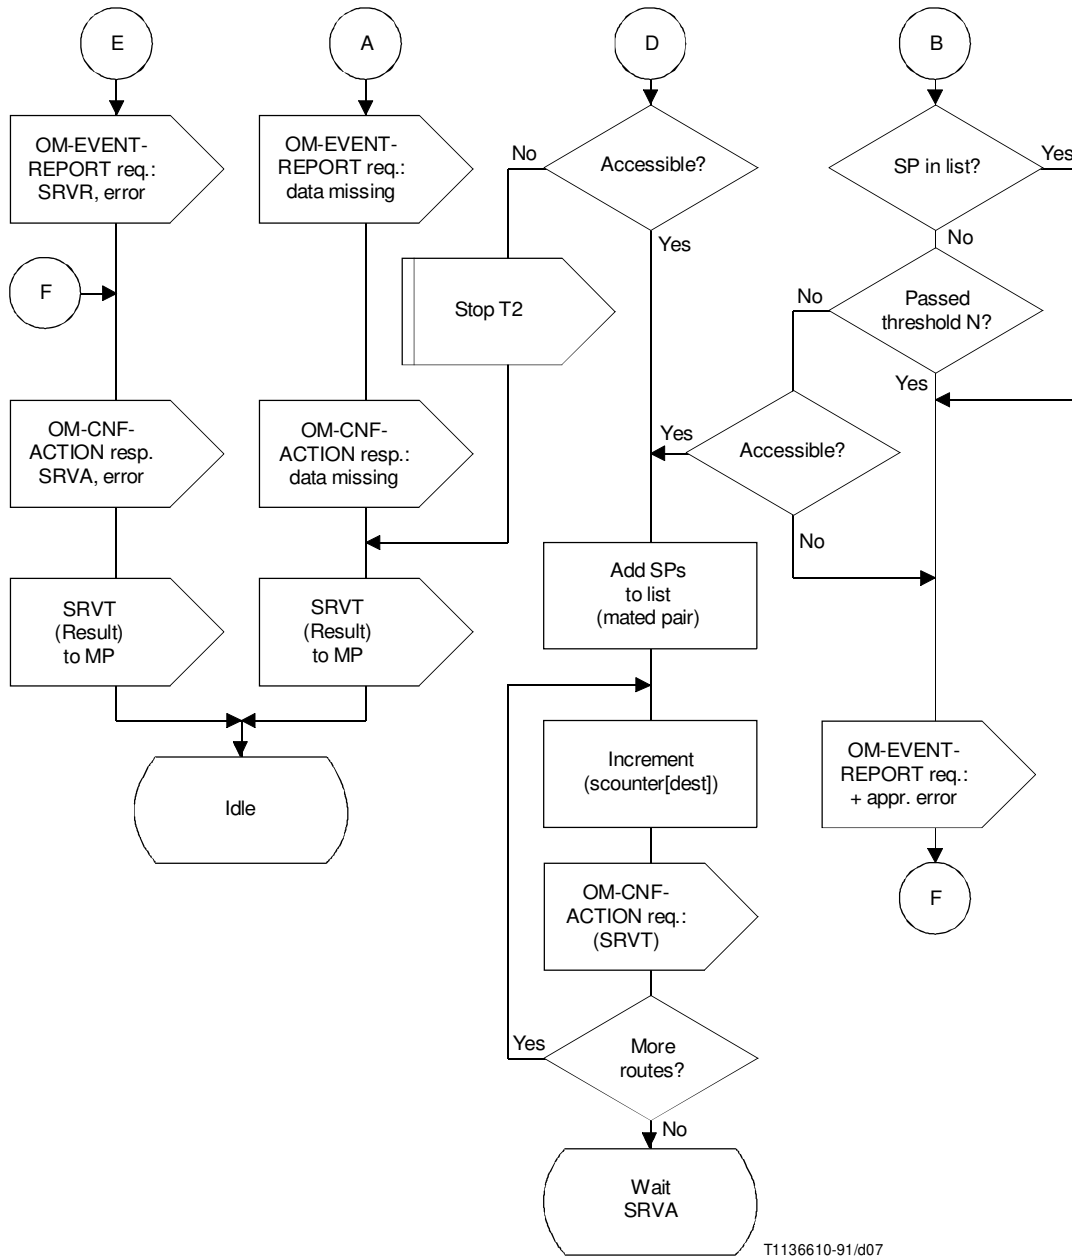 E
A
D
B
OM-EVENT-
REPORT req.:
SRVR, error
OM-EVENT-
REPORT req.:
data missing
No
Accessible?
Yes
SP in list?
Yes
No
F
Stop T2
No
Passed
threshold N?
Yes
OM-CNF-
ACTION resp.
SRVA, error
OM-CNF-
ACTION resp.:
data missing
Yes
Accessible?
No
SRVT
(Result)
to MP
SRVT
(Result)
to MP
Add SPs
to list
(mated pair)
Idle
Increment
(scounter[dest])
OM-EVENT-
REPORT req.:
+ appr. error
OM-CNF-
ACTION req.:
(SRVT)
F
Yes
More
routes?
No
Wait
SRVA
T1136610-91/d07